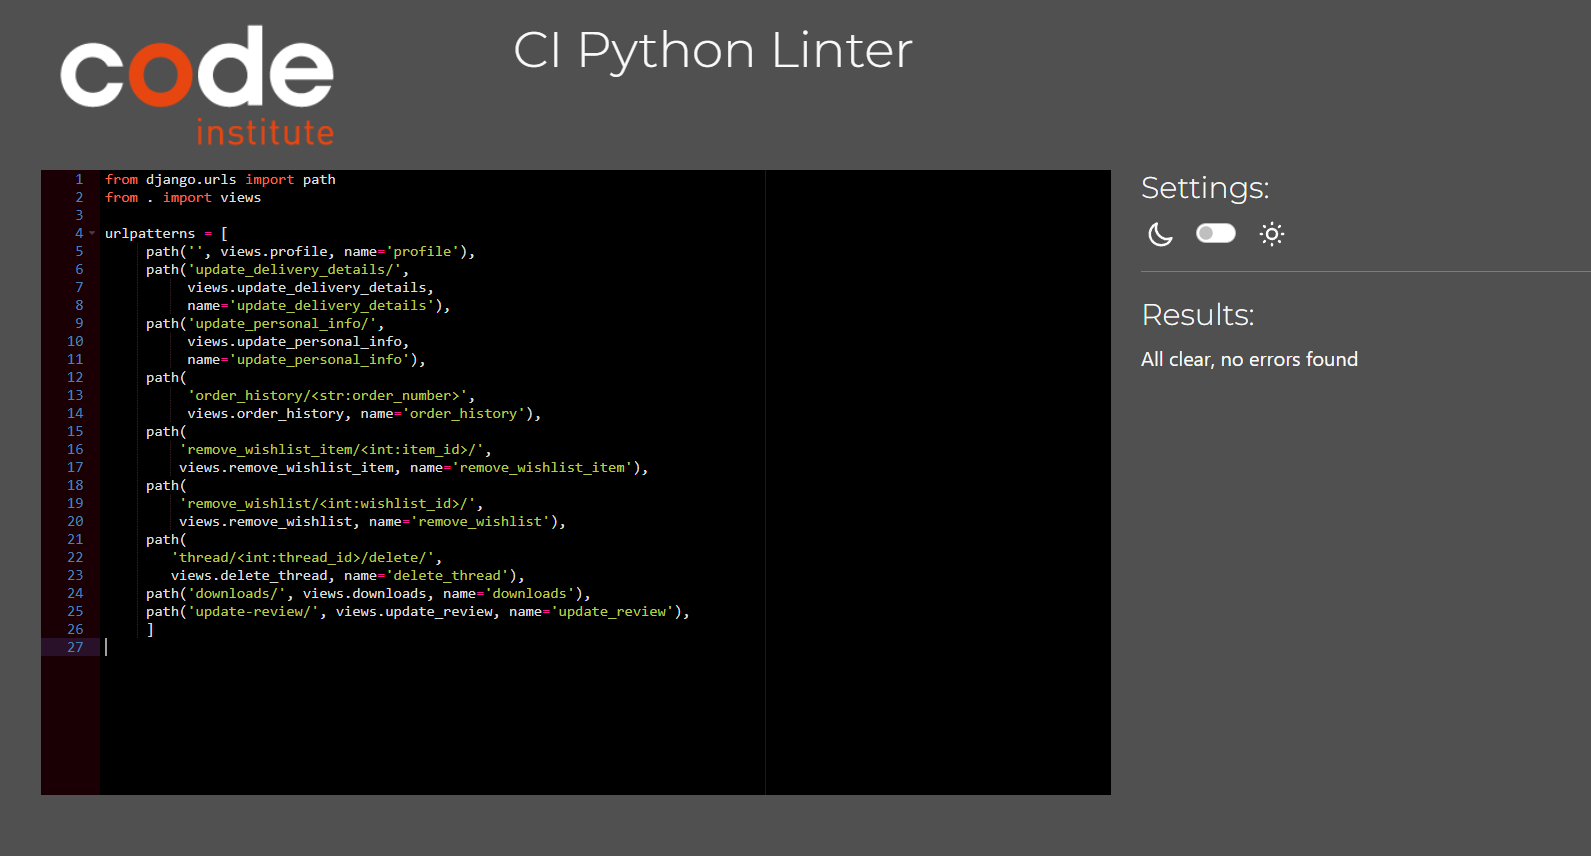 code
institute
CI Python Linter
1 from django.urls import path
2 from . import views
3
4 urlpatterns = [
5 path('', views.profile, name='profile'),
6 path('update_delivery_details/',
7 views.update_delivery_details,
8 name='update_delivery_details'),
9 path('update_personal_info/',
10 views.update_personal_info,
11 name='update_personal_info'),
12 path(
13 'order_history/<str:order_number>',
14 views.order_history, name='order_history'),
15 path(
16 'remove_wishlist_item/<int:item_id>/',
17 views.remove_wishlist_item, name='remove_wishlist_item'),
18 path(
19 'remove_wishlist/<int:wishlist_id>/',
20 views.remove_wishlist, name='remove_wishlist'),
21 path(
22 'thread/<int:thread_id>/delete/',
23 views.delete_thread, name='delete_thread'),
24 path('downloads/', views.downloads, name='downloads'),
25 path('update-review/', views.update_review, name='update_review'),
26 ]
27
Settings:
Results:
All clear, no errors found